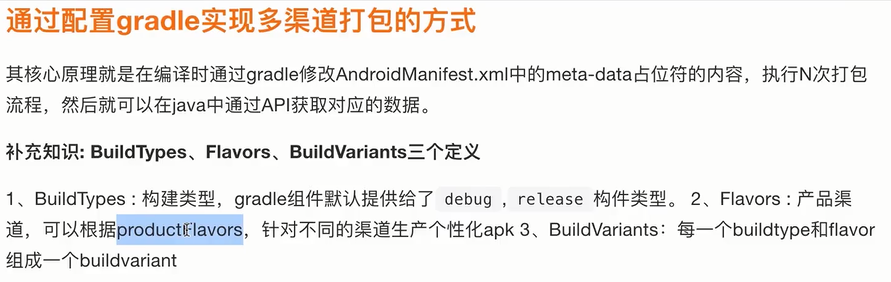 通过配置gradle实现多渠道打包的方式
其核心原理就是在编译时通过gradle修改AndroidManifest.xml中的meta-data占位符的内容，执行N次打包
流程，然后就可以在java中通过API获取对应的数据。
补充知识: BuildTypes、Flavors、BuildVariants三个定义
1、BuildTypes : 构建类型，gradle组件默认提供给了 debug , release 构件类型。 2、Flavors : 产品渠
道，可以根据productFlavors，针对不同的渠道生产个性化apk 3、BuildVariants：每一个buildtype和flavor
组成一个buildvariant